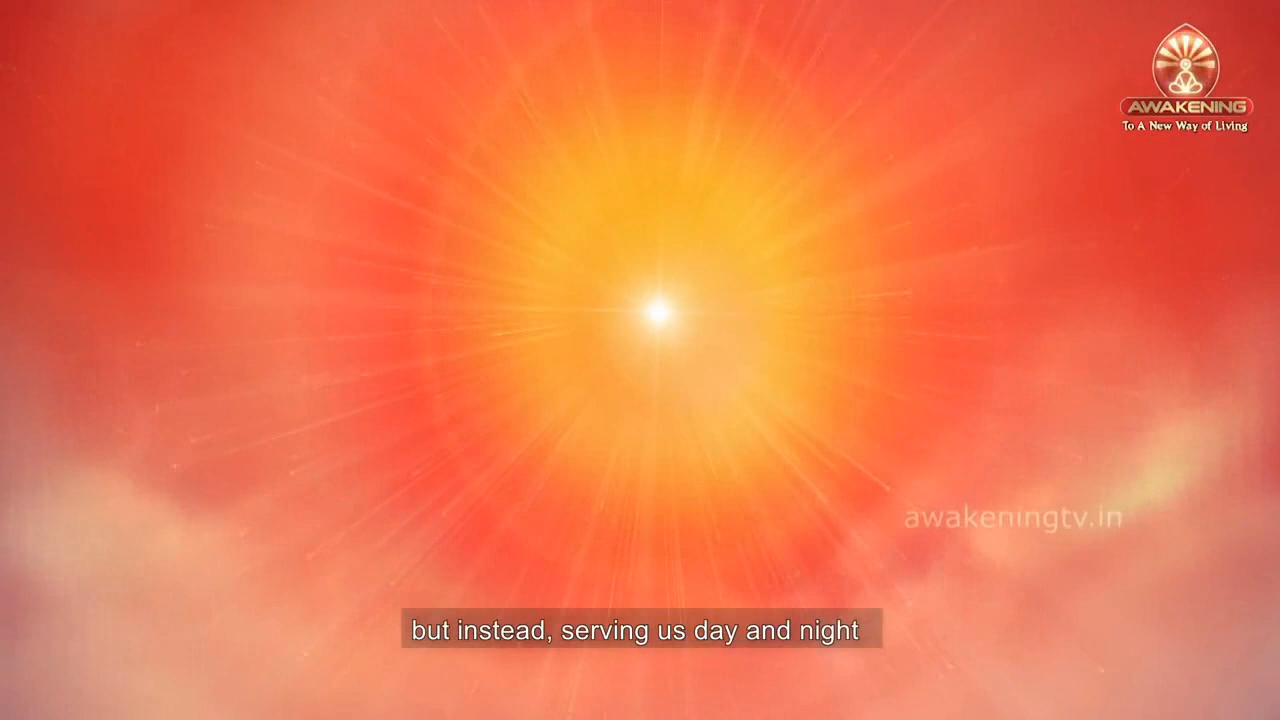 AWAKENING
To A New Way of Living
awakeningtv.in
but instead, serving us day and night